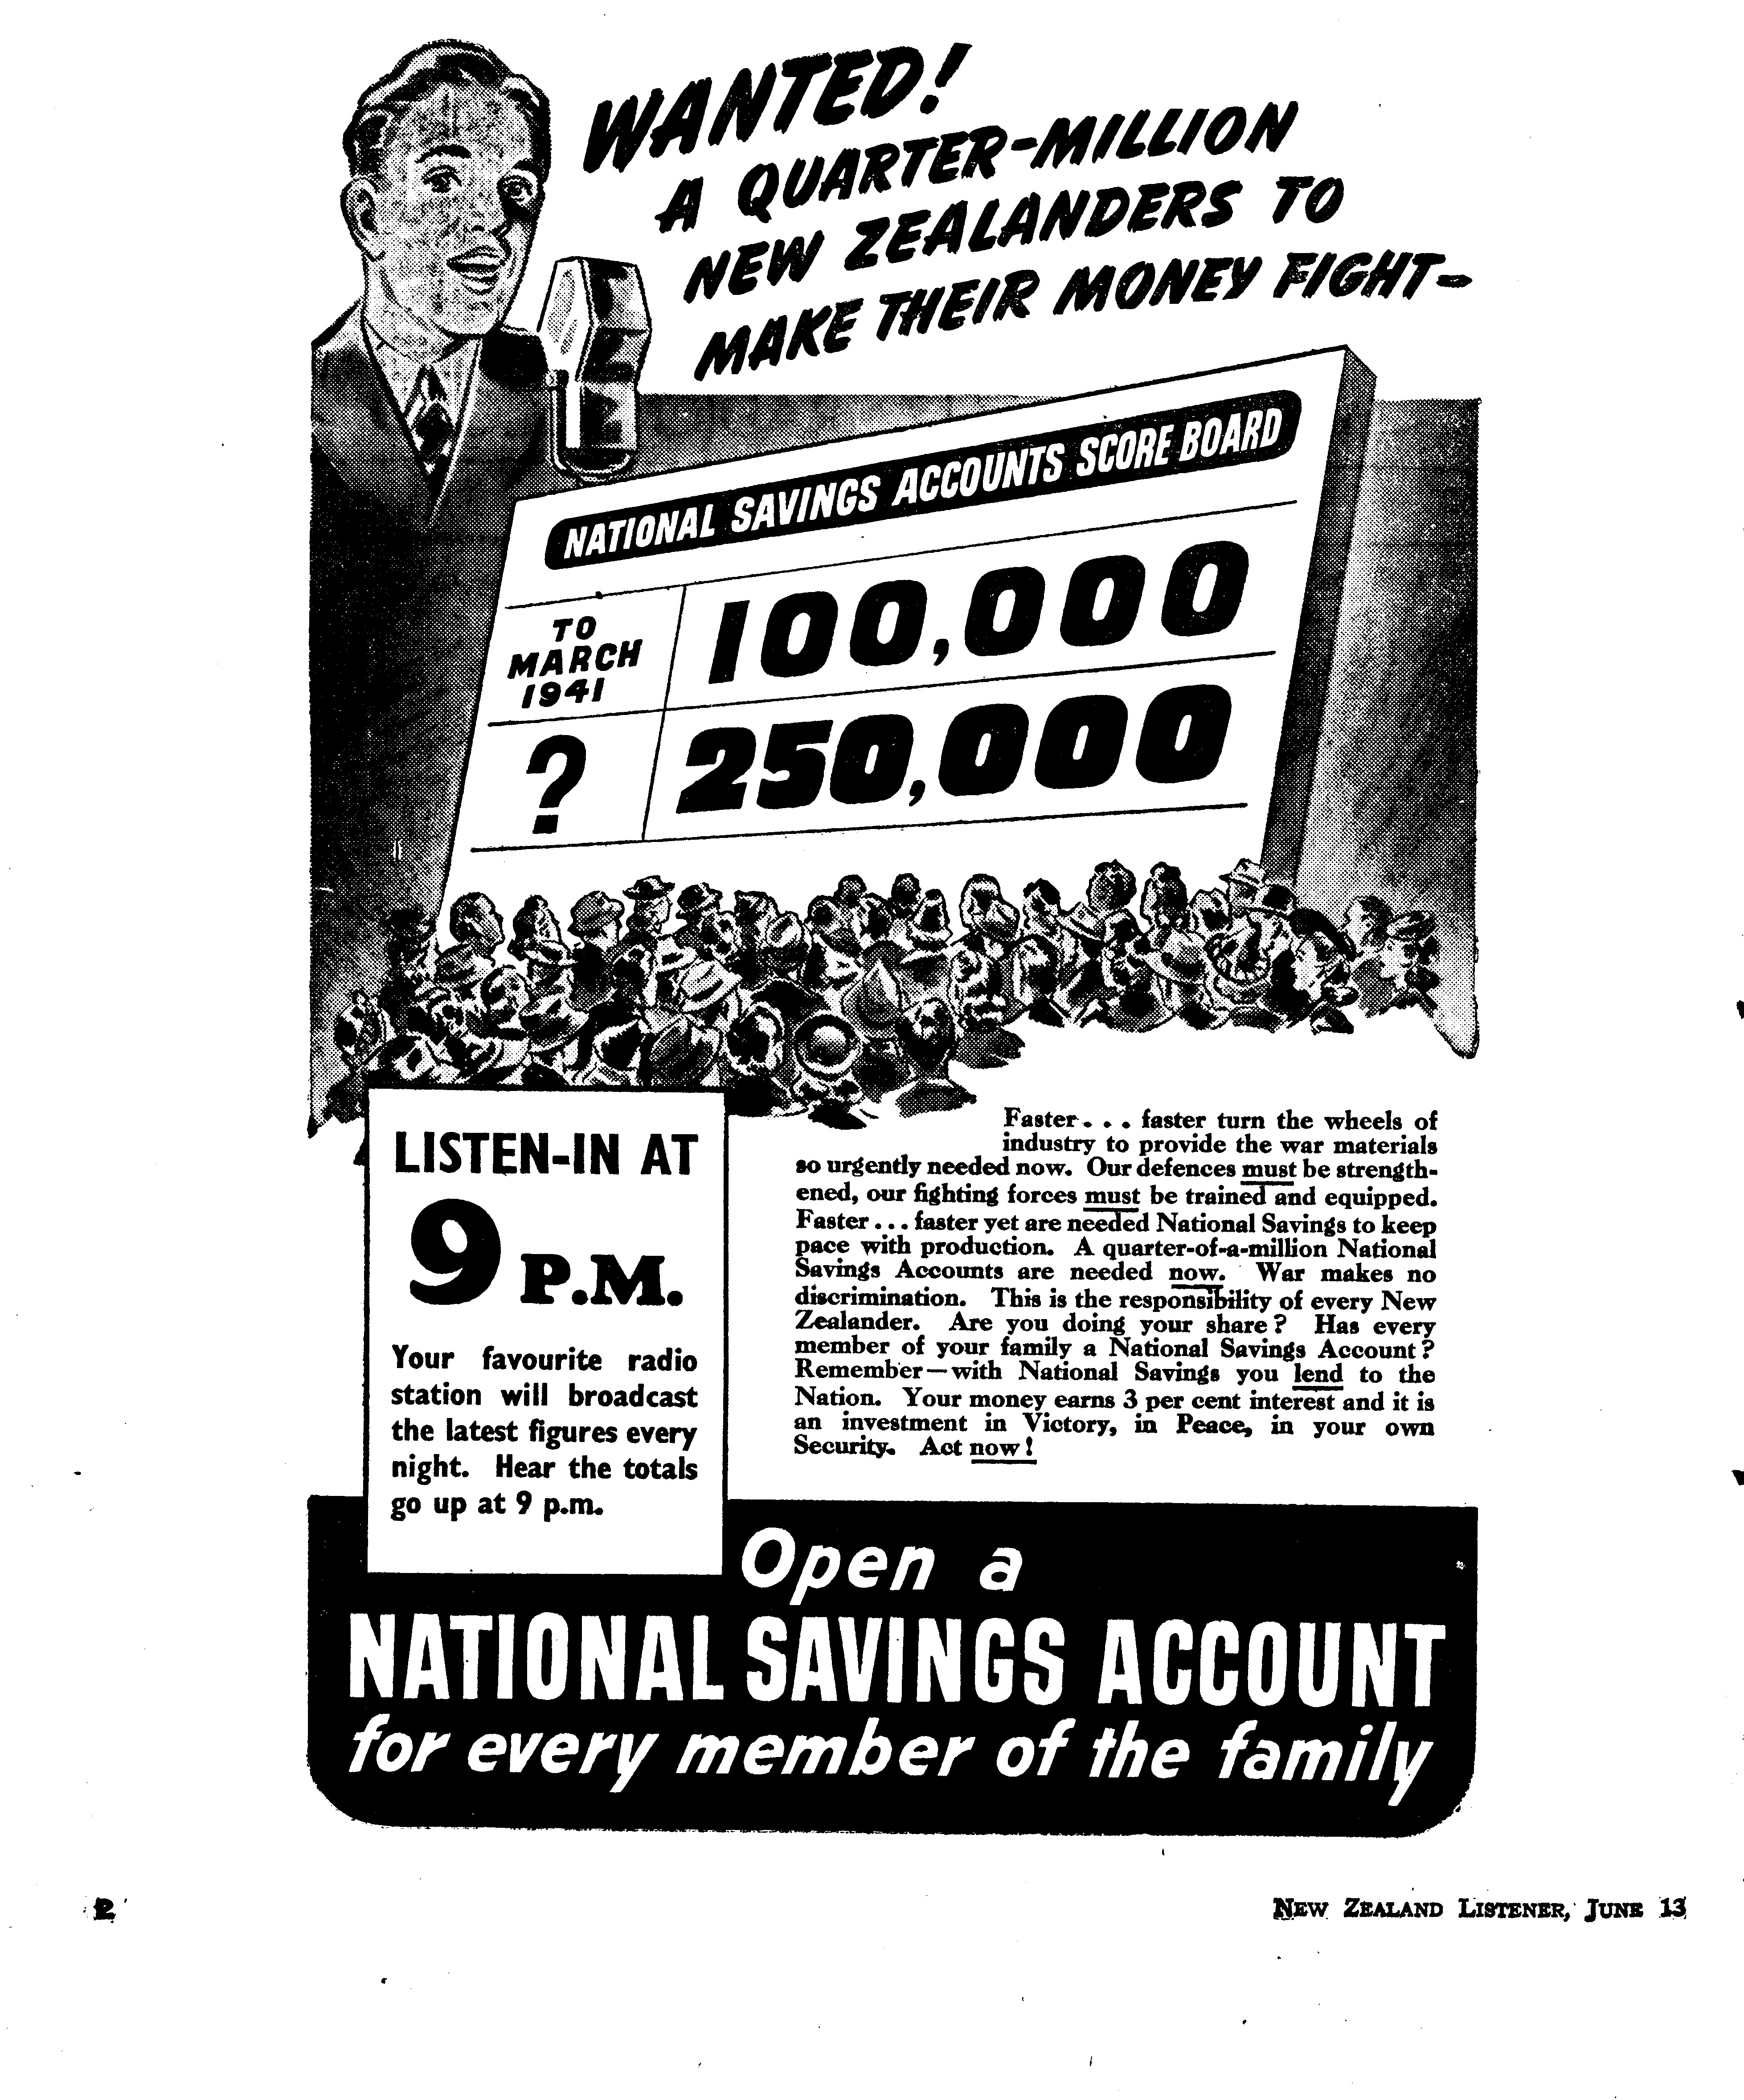 WANTED!
A QUARTER-MILLION
NEW ZEALANDERS TO
MAKE THEIR MONEY FIGHT-
NATIONAL SAVINGS ACCOUNTS SCORE BOARD
TO
MARCH
1941
100,000
?
250,000
LISTEN-IN AT
9 P.M.
Your favourite radio
station will broadcast
the latest figures every
night. Hear the totals
go up at 9 p.m.
Faster... faster turn the wheels of
industry to provide the war materials
so urgently needed now. Our defences must be strength-
ened, our fighting forces must be trained and equipped.
Faster... faster yet are needed National Savings to keep
pace with production. A quarter-of-a-million National
Savings Accounts are needed now. War makes no
discrimination. This is the responsibility of every New
Zealander. Are you doing your share? Has every
member of your family a National Savings Account?
Remember—with National Savings you lend to the
Nation. Your money earns 3 per cent interest and it is
an investment in Victory, in Peace, in your own
Security. Act now!
Open a
NATIONAL SAVINGS ACCOUNT
for every member of the family
2
NEW ZEALAND LISTENER, JUNE 13